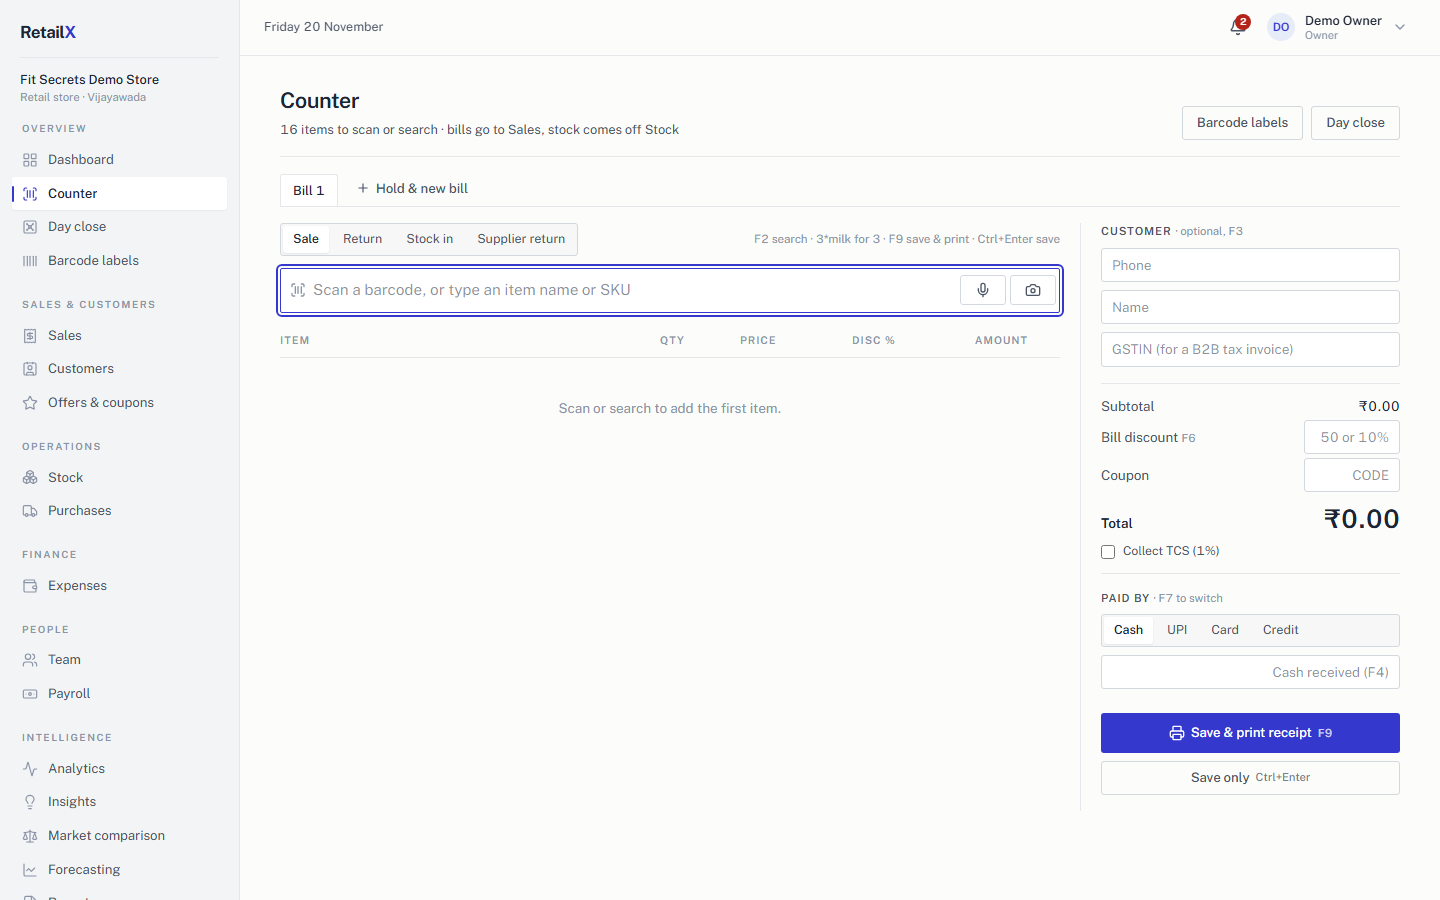 RetailX
Fit Secrets Demo Store
Retail store · Vijayawada
OVERVIEW
Dashboard
Counter
Day close
Barcode labels
SALES & CUSTOMERS
Sales
Customers
Offers & coupons
OPERATIONS
Stock
Purchases
FINANCE
Expenses
PEOPLE
Team
Payroll
INTELLIGENCE
Analytics
Insights
Market comparison
Forecasting
Friday 20 November
2
DO
Demo Owner
Owner
Counter
16 items to scan or search · bills go to Sales, stock comes off Stock
Barcode labels
Day close
Bill 1
+ Hold & new bill
Sale Return Stock in Supplier return
F2 search · 3*milk for 3 · F9 save & print · Ctrl+Enter save
Scan a barcode, or type an item name or SKU
ITEM QTY PRICE DISC % AMOUNT
Scan or search to add the first item.
CUSTOMER · optional, F3
Phone
Name
GSTIN (for a B2B tax invoice)
Subtotal ₹0.00
Bill discount F6 50 or 10%
Coupon CODE
Total ₹0.00
Collect TCS (1%)
PAID BY · F7 to switch
Cash UPI Card Credit
Cash received (F4)
Save & print receipt F9
Save only Ctrl+Enter